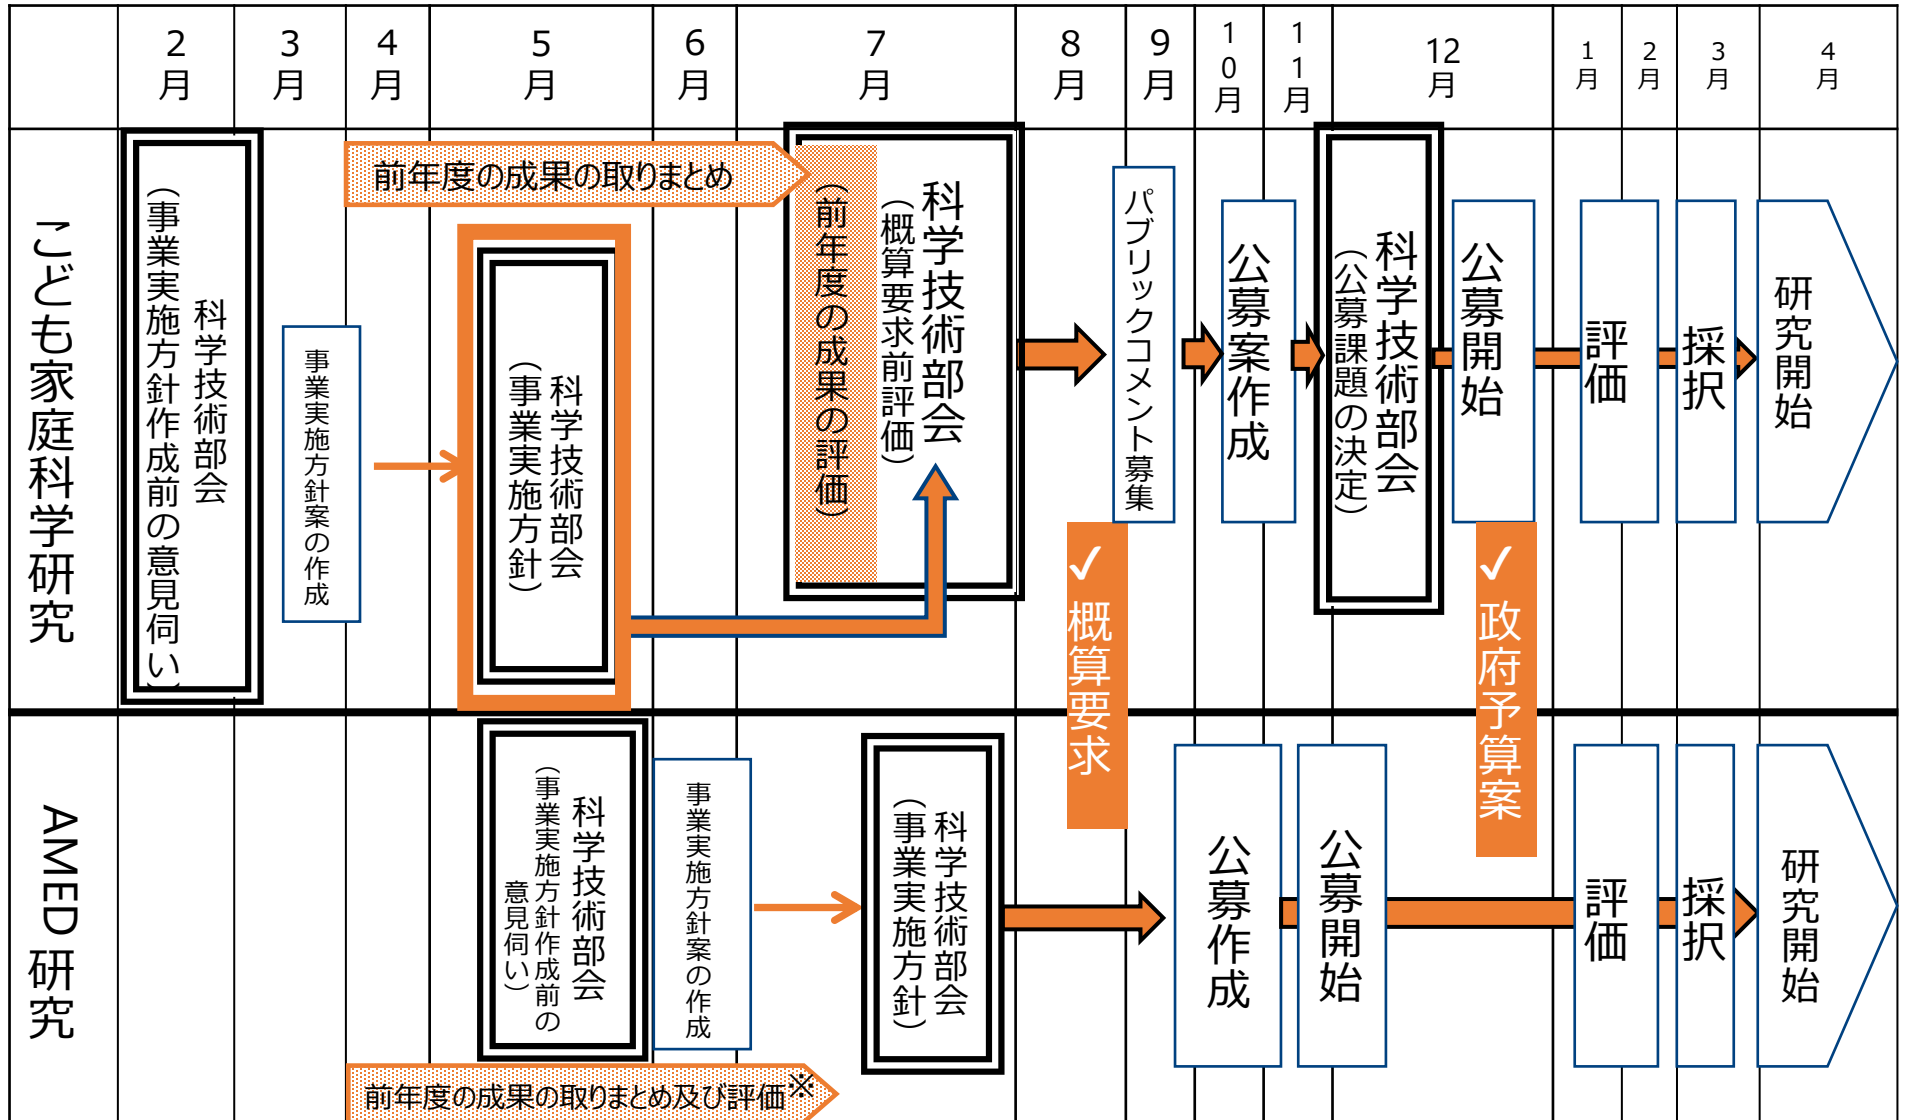 2月
3月
4月
5月
6月
7月
8月
9月
10月
11月
12月
1月
2月
3月
4月
こども家庭科学研究
科学技術部会
（事業実施方針作成前の意見伺い）
事業実施方針案の作成
前年度の成果の取りまとめ
科学技術部会
（事業実施方針）
科学技術部会
（概算要求前評価）
（前年度の成果の評価）
パブリックコメント募集
公募案作成
科学技術部会
（公募課題の決定）
公募開始
評価
採択
研究開始
✓概算要求
✓政府予算案
AMED 研究
科学技術部会
（事業実施方針作成前の
意見伺い）
事業実施方針案の作成
科学技術部会
（事業実施方針）
公募作成
公募開始
評価
採択
研究開始
前年度の成果の取りまとめ及び評価※